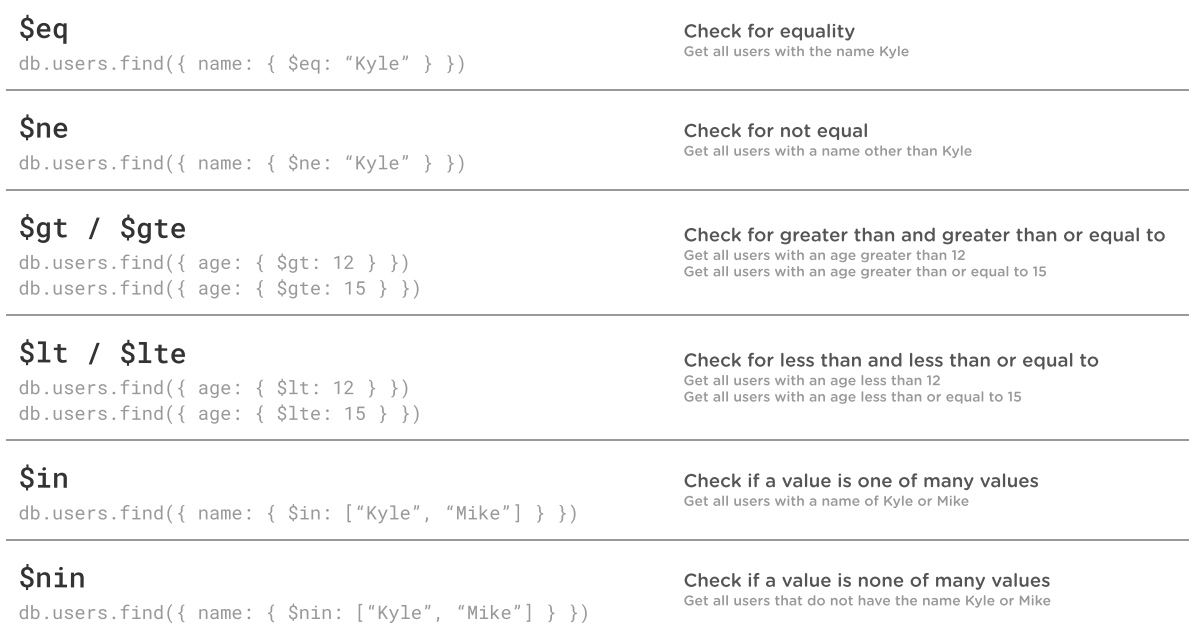 $eq
db.users.find({ name: { $eq: “Kyle” } })
Check for equality
Get all users with the name Kyle
$ne
db.users.find({ name: { $ne: “Kyle” } })
Check for not equal
Get all users with a name other than Kyle
$gt / $gte
db.users.find({ age: { $gt: 12 } })
db.users.find({ age: { $gte: 15 } })
Check for greater than and greater than or equal to
Get all users with an age greater than 12
Get all users with an age greater than or equal to 15
$lt / $lte
db.users.find({ age: { $lt: 12 } })
db.users.find({ age: { $lte: 15 } })
Check for less than and less than or equal to
Get all users with an age less than 12
Get all users with an age less than or equal to 15
$in
db.users.find({ name: { $in: [“Kyle”, “Mike”] } })
Check if a value is one of many values
Get all users with a name of Kyle or Mike
$nin
db.users.find({ name: { $nin: [“Kyle”, “Mike”] } })
Check if a value is none of many values
Get all users that do not have the name Kyle or Mike